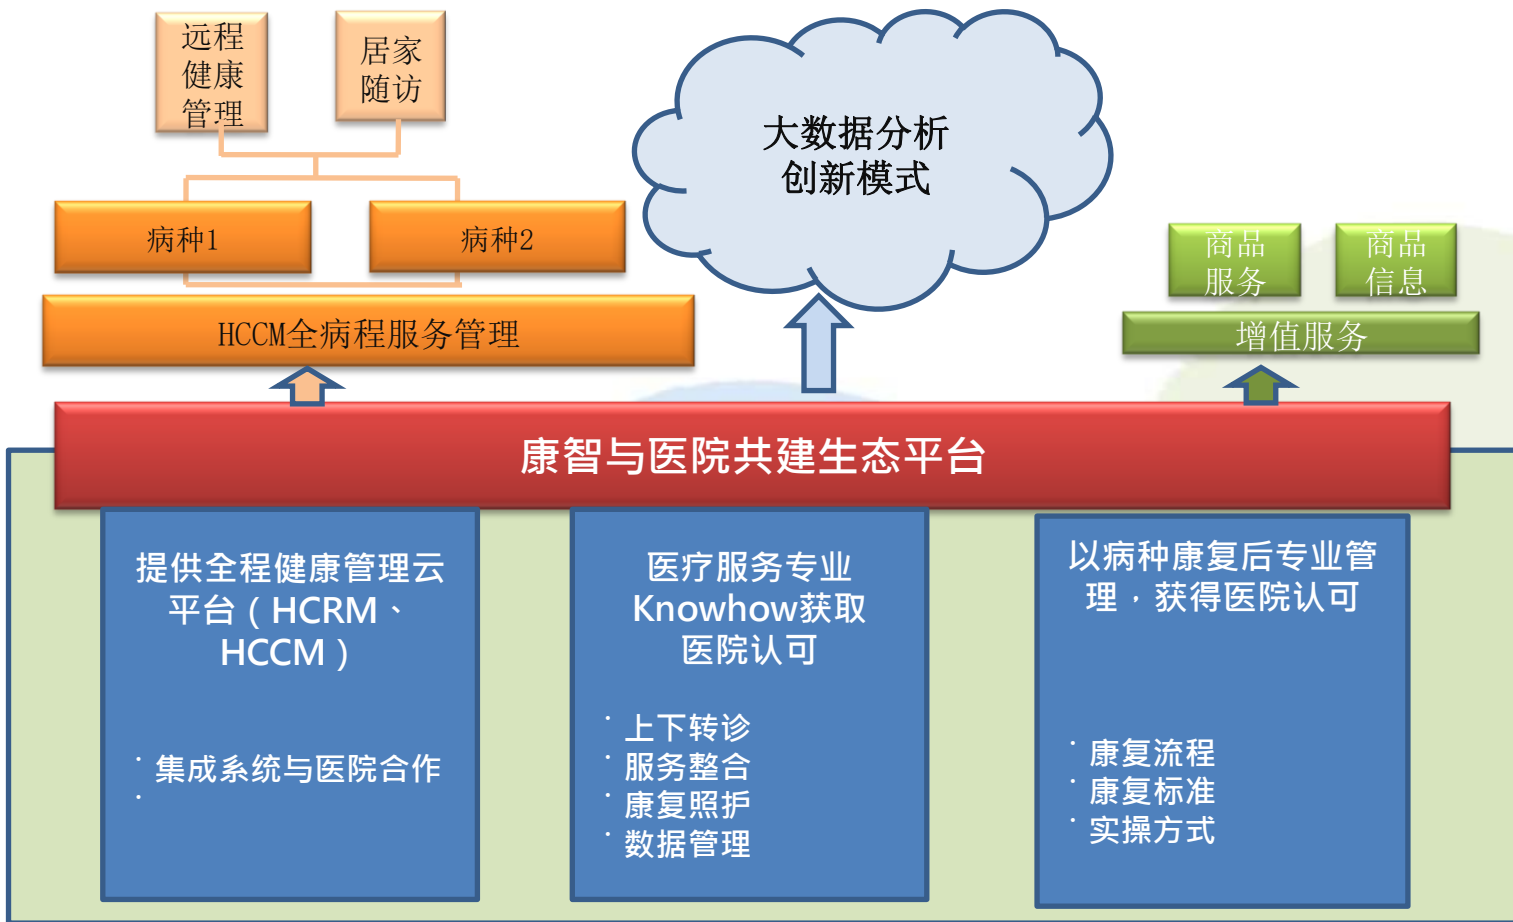 远程
健康
管理
居家
随访
大数据分析
创新模式
病种1
病种2
商品
服务
商品
信息
HCCM全病程服务管理
增值服务
康智与医院共建生态平台
提供全程健康管理云
平台（HCRM、
HCCM）
· 集成系统与医院合作
·
医疗服务专业
Knowhow获取
医院认可
· 上下转诊
· 服务整合
· 康复照护
· 数据管理
以病种康复后专业管
理，获得医院认可
· 康复流程
· 康复标准
· 实操方式